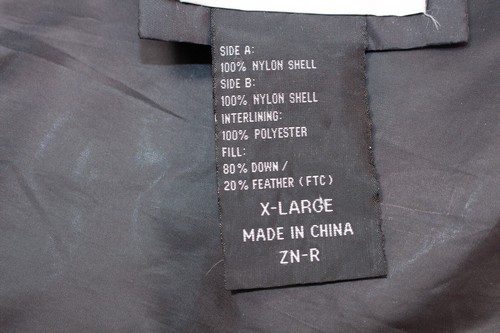 SIDE A:
100% NYLON SHELL
SIDE B:
100% NYLON SHELL
INTERLINING:
100% POLYESTER
FILL:
80% DOWN /
20% FEATHER (FTC)
X-LARGE
MADE IN CHINA
ZN-R